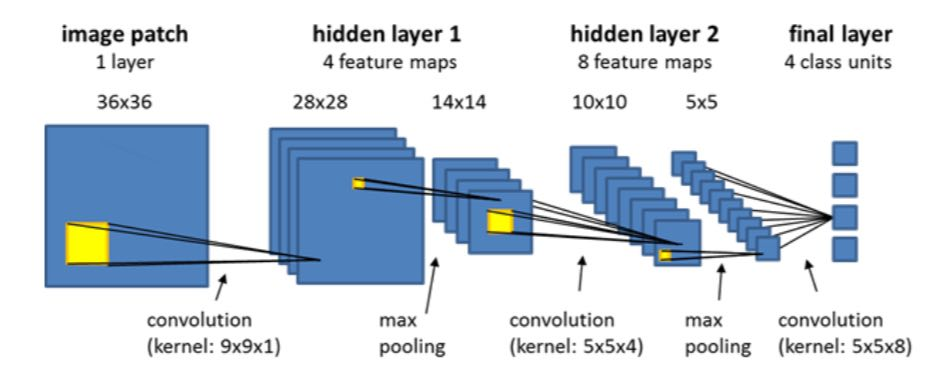 image patch
1 layer
hidden layer 1
4 feature maps
hidden layer 2
8 feature maps
final layer
4 class units
36x36
28x28
14x14
10x10
5x5
convolution
(kernel: 9x9x1)
max
pooling
convolution
(kernel: 5x5x4)
max
pooling
convolution
(kernel: 5x5x8)